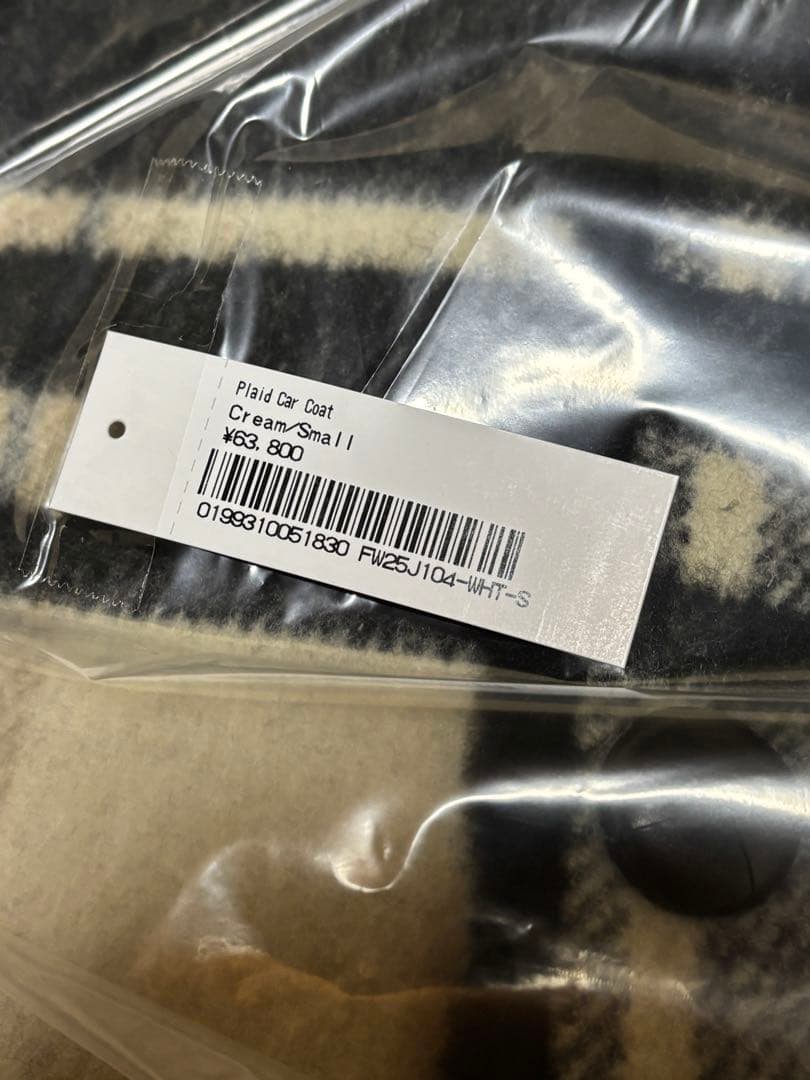 Plaid Car Coat
Cream/Small
¥63,800
0199310051830 FW25J104-WHT-S